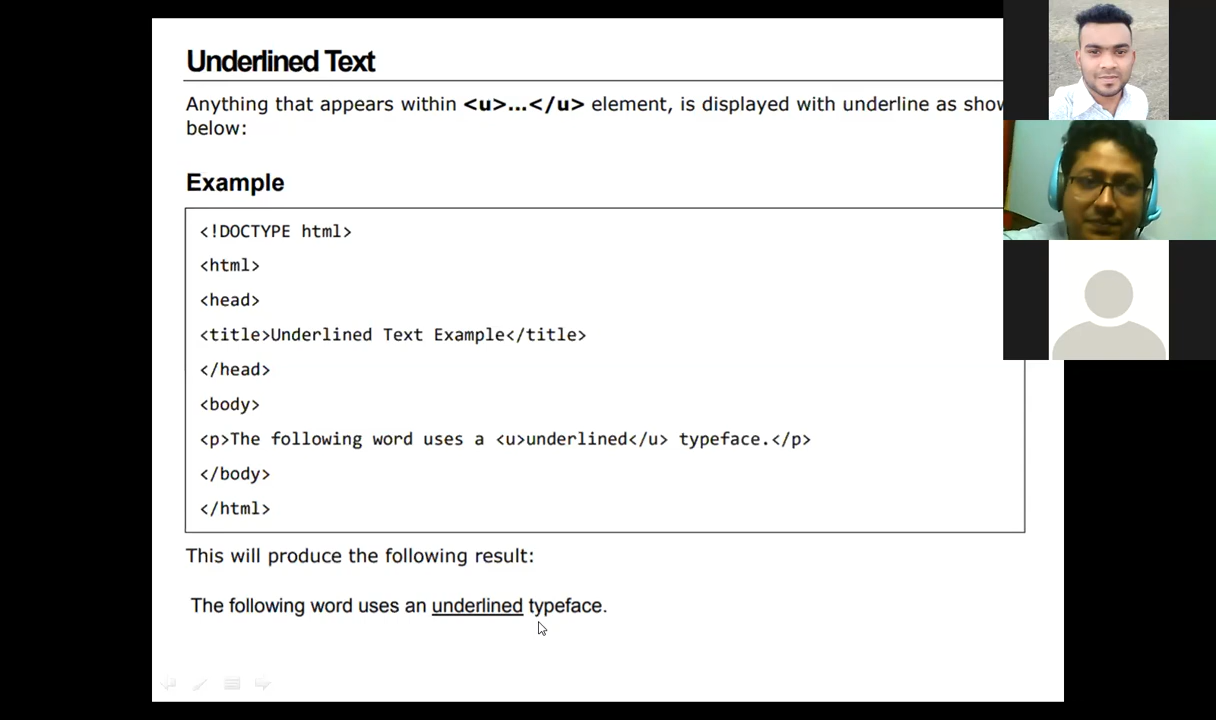 Underlined Text
Anything that appears within <u>...</u> element, is displayed with underline as show
below:
Example
<!DOCTYPE html>
<html>
<head>
<title>Underlined Text Example</title>
</head>
<body>
<p>The following word uses a <u>underlined</u> typeface.</p>
</body>
</html>
This will produce the following result:
The following word uses an underlined typeface.